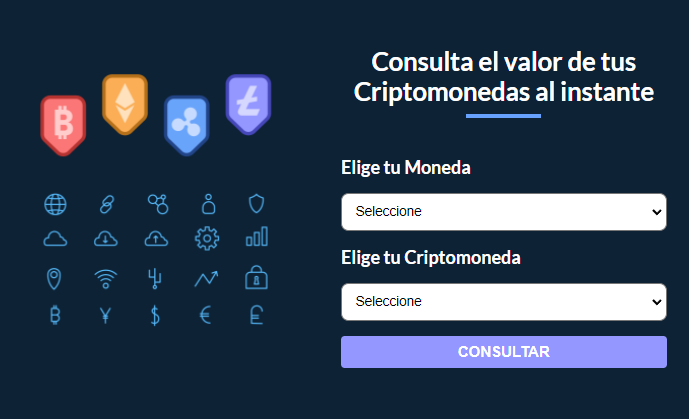 Consulta el valor de tus
Criptomonedas al instante
Elige tu Moneda
Seleccione
Elige tu Criptomoneda
Seleccione
CONSULTAR